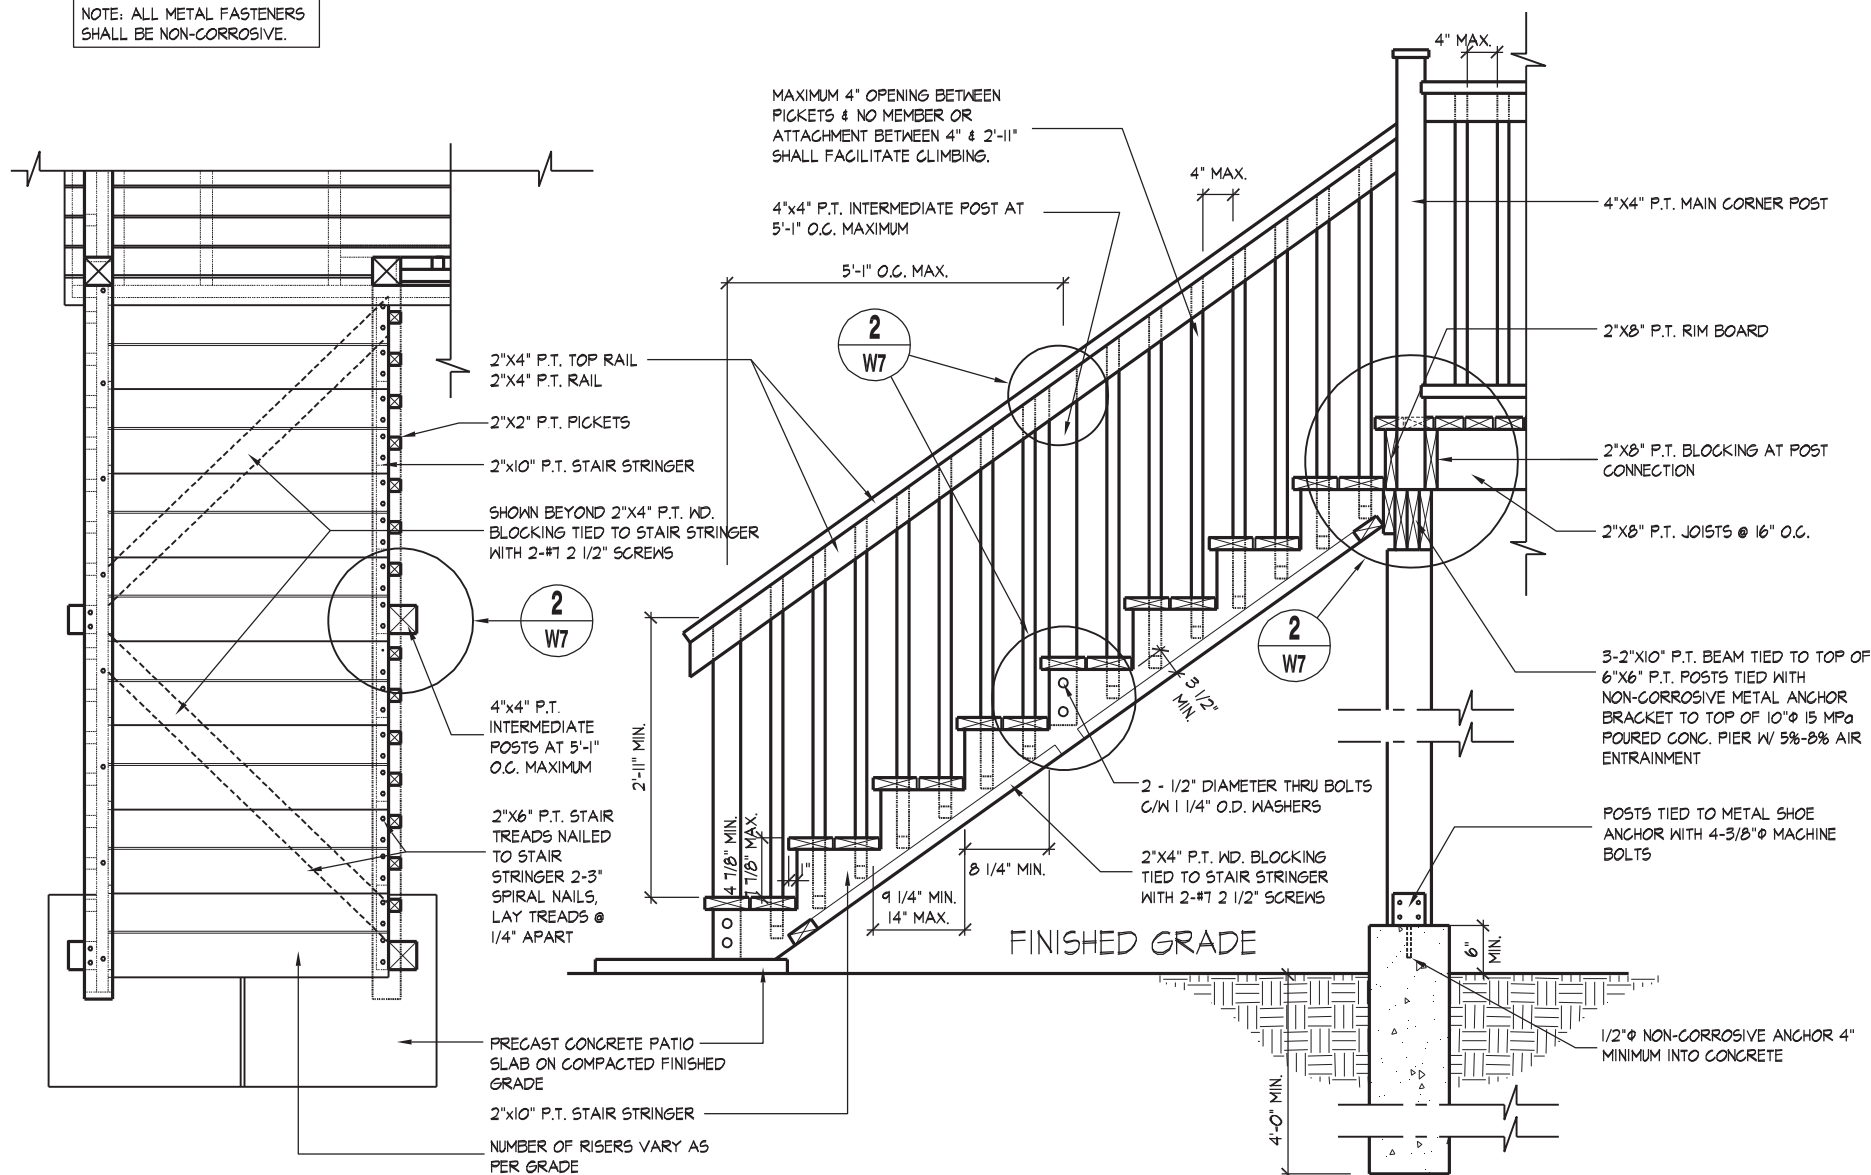 NOTE: ALL METAL FASTENERS
SHALL BE NON-CORROSIVE.
4" MAX.
MAXIMUM 4" OPENING BETWEEN
PICKETS & NO MEMBER OR
ATTACHMENT BETWEEN 4" & 2'-11"
SHALL FACILITATE CLIMBING.
4" MAX.
4"x4" P.T. INTERMEDIATE POST AT
5'-1" O.C. MAXIMUM
4"X4" P.T. MAIN CORNER POST
5'-1" O.C. MAX.
2
W7
2"X8" P.T. RIM BOARD
2"X4" P.T. TOP RAIL
2"X4" P.T. RAIL
2"X2" P.T. PICKETS
2"x10" P.T. STAIR STRINGER
2"X8" P.T. BLOCKING AT POST
CONNECTION
SHOWN BEYOND 2"X4" P.T. WD.
BLOCKING TIED TO STAIR STRINGER
WITH 2-#7 2 1/2" SCREWS
2"X8" P.T. JOISTS @ 16" O.C.
2
W7
2
W7
3-2"X10" P.T. BEAM TIED TO TOP OF
6"X6" P.T. POSTS TIED WITH
NON-CORROSIVE METAL ANCHOR
BRACKET TO TOP OF 10"Φ 15 MPa
POURED CONC. PIER W/ 5%-8% AIR
ENTRAINMENT
3 1/2"
MIN.
4"x4" P.T.
INTERMEDIATE
POSTS AT 5'-1"
O.C. MAXIMUM
2'-11" MIN.
2 - 1/2" DIAMETER THRU BOLTS
C/W 1 1/4" O.D. WASHERS
2"X6" P.T. STAIR
TREADS NAILED
TO STAIR
STRINGER 2-3"
SPIRAL NAILS,
LAY TREADS @
1/4" APART
4 7/8" MIN.
7 7/8" MAX.
1"
8 1/4" MIN.
9 1/4" MIN.
14" MAX.
2"X4" P.T. WD. BLOCKING
TIED TO STAIR STRINGER
WITH 2-#7 2 1/2" SCREWS
POSTS TIED TO METAL SHOE
ANCHOR WITH 4-3/8"Φ MACHINE
BOLTS
FINISHED GRADE
6"
MIN.
PRECAST CONCRETE PATIO
SLAB ON COMPACTED FINISHED
GRADE
1/2"Φ NON-CORROSIVE ANCHOR 4"
MINIMUM INTO CONCRETE
4'-0" MIN.
2"x10" P.T. STAIR STRINGER
NUMBER OF RISERS VARY AS
PER GRADE